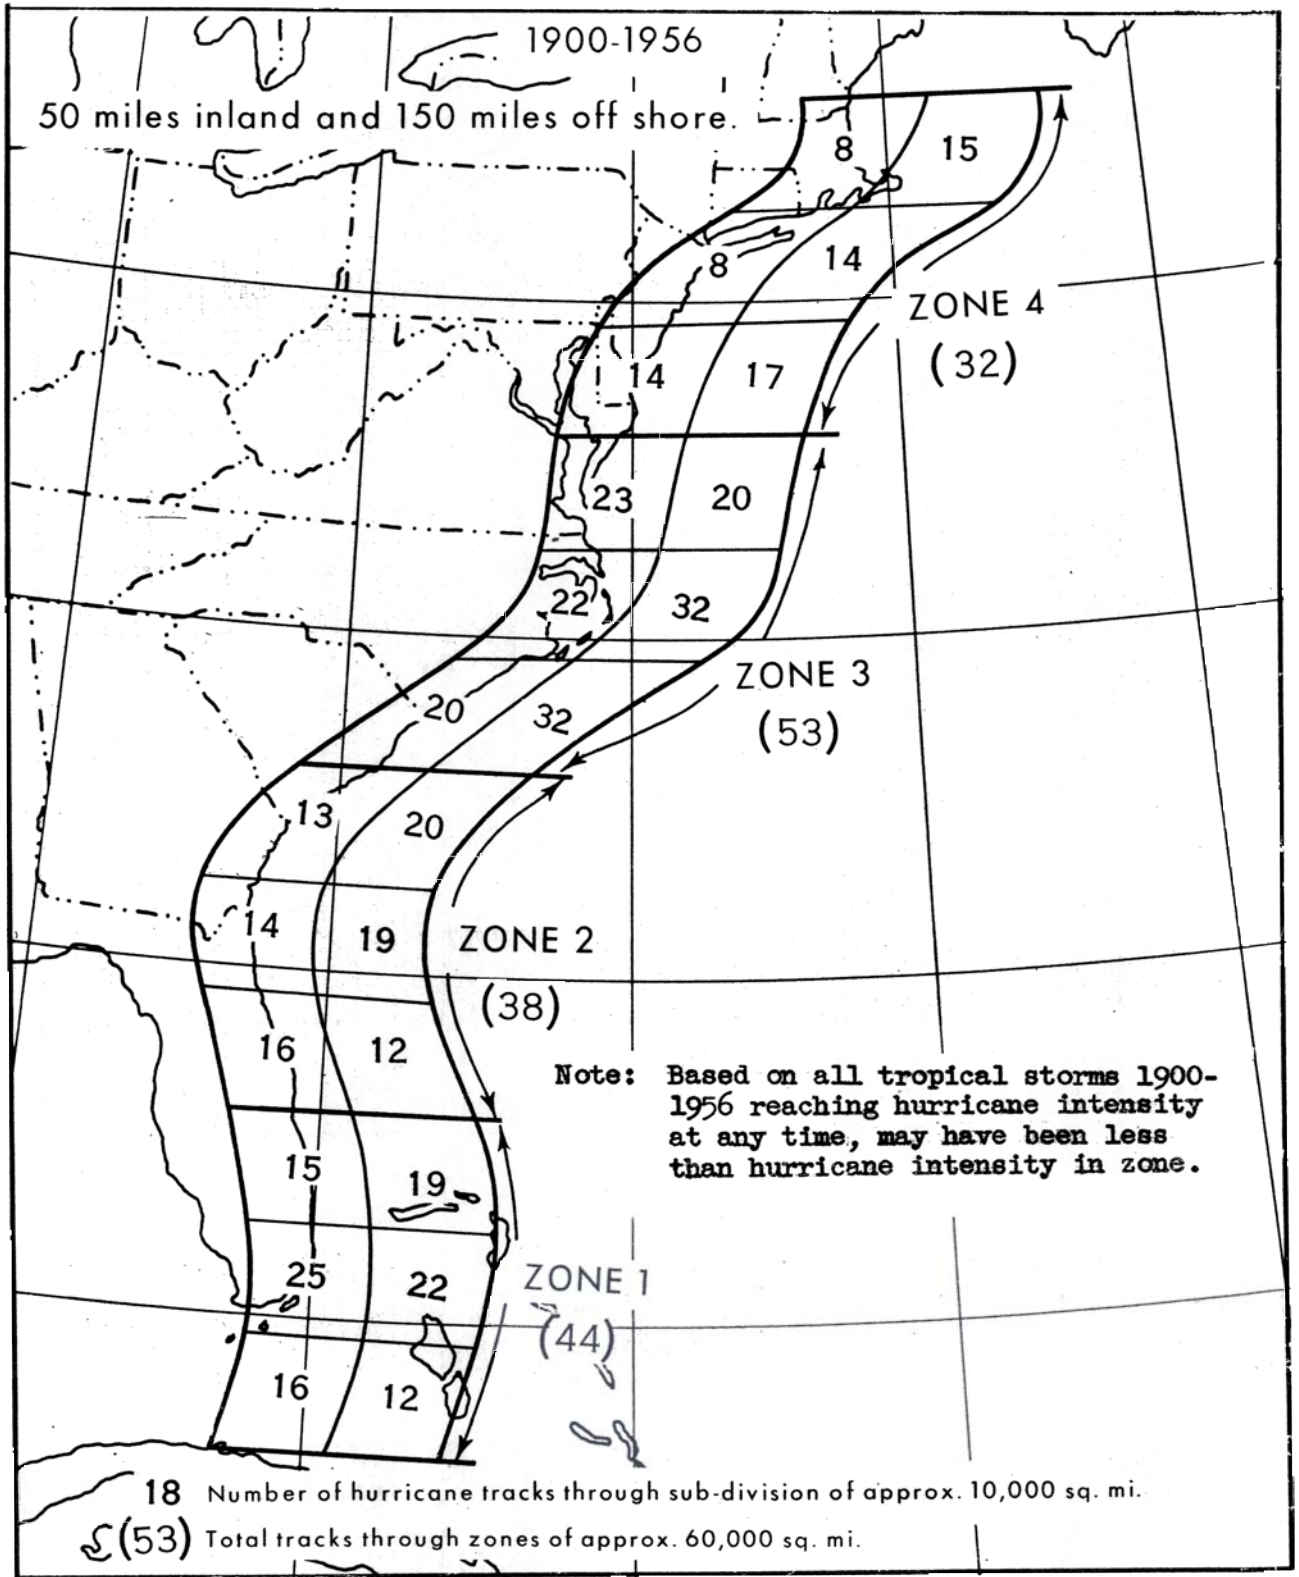 1900-1956
50 miles inland and 150 miles off shore.
8 15
8 14
ZONE 4
(32)
14 17
23 20
22 32
ZONE 3
(53)
20 32
13 20
14 19
ZONE 2
(38)
16 12
Note: Based on all tropical storms 1900-
1956 reaching hurricane intensity
at any time, may have been less
than hurricane intensity in zone.
15 19
25 22
ZONE 1
(44)
16 12
18 Number of hurricane tracks through sub-division of approx. 10,000 sq. mi.
(53) Total tracks through zones of approx. 60,000 sq. mi.